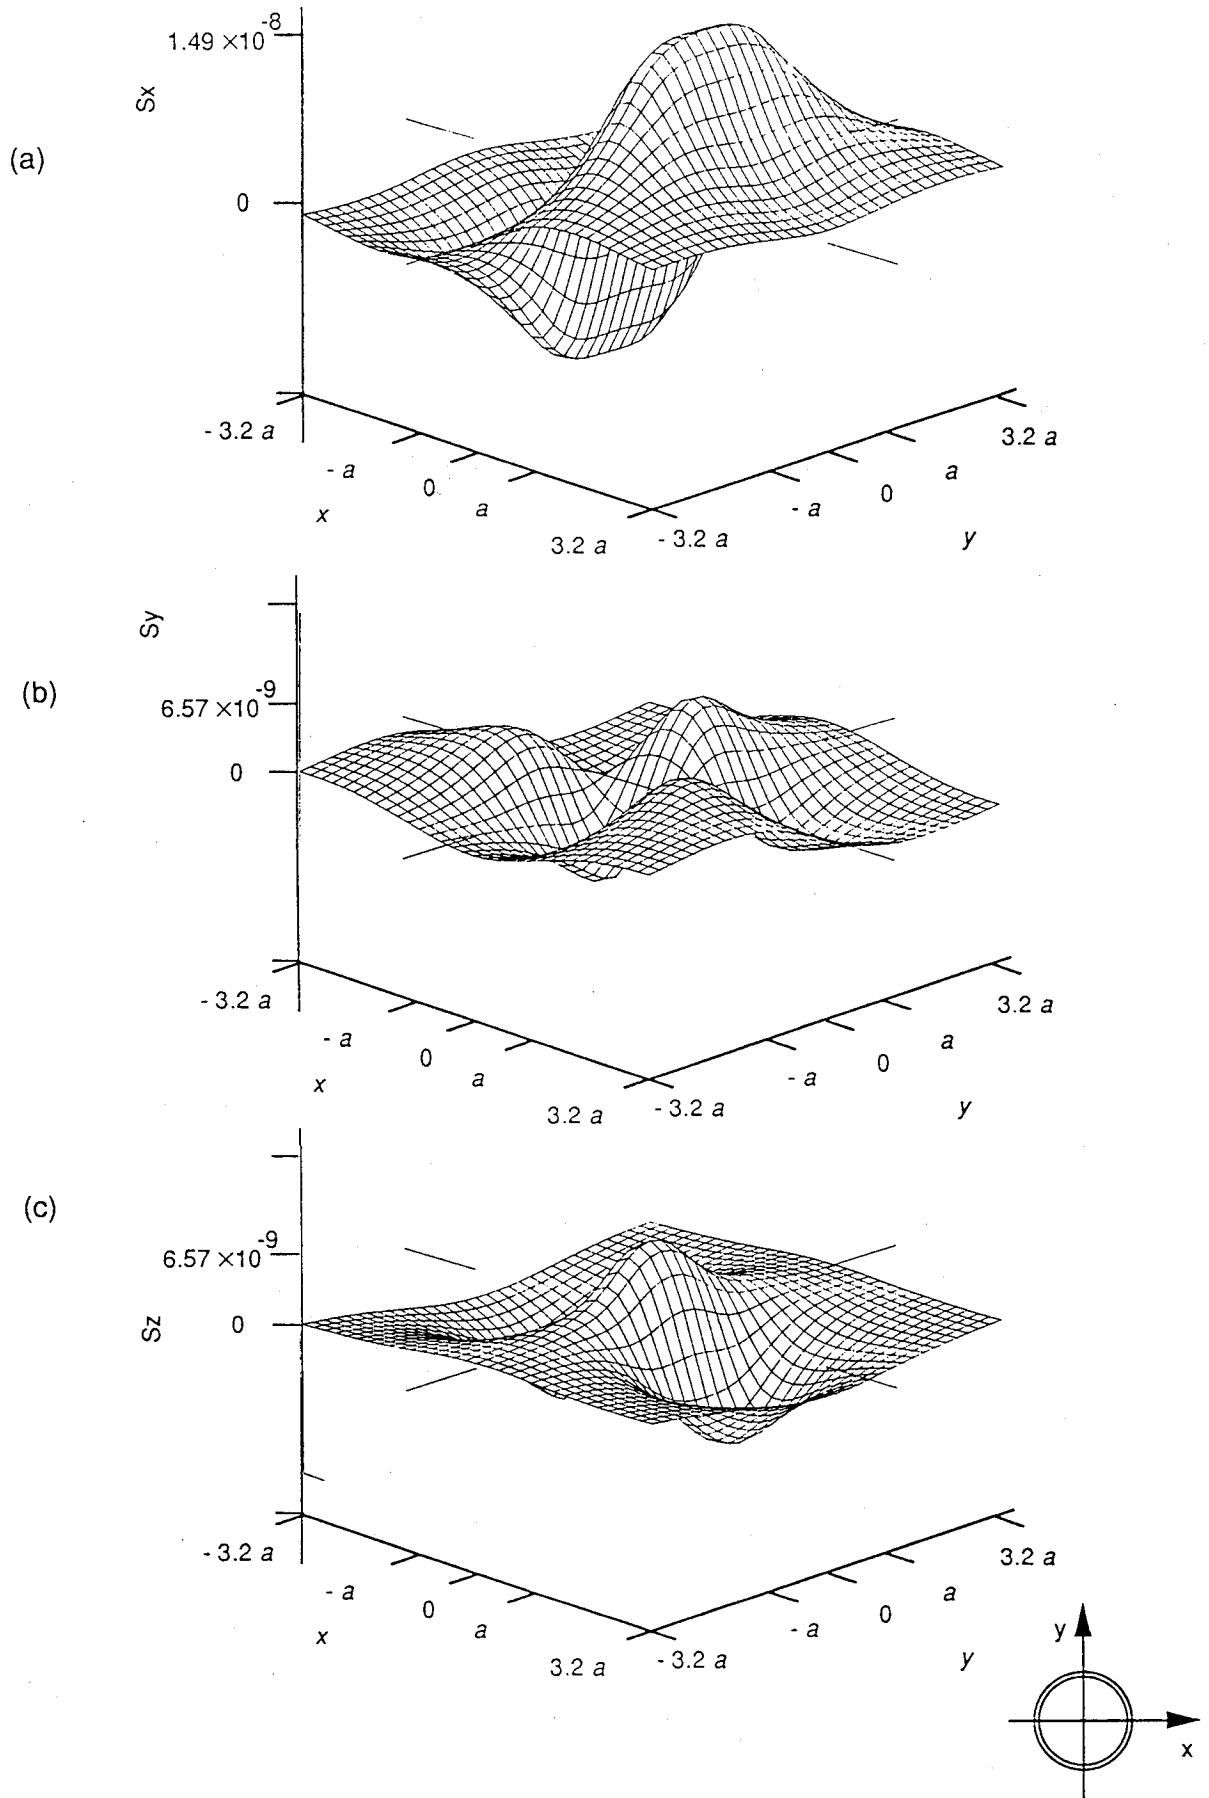 1.49 ×10-8
Sx
(a)
0
- 3.2 a
- a
0
a
3.2 a
x
- 3.2 a
- a
0
a
3.2 a
y
Sy
(b)
6.57 ×10-9
0
- 3.2 a
- a
0
a
3.2 a
x
- 3.2 a
- a
0
a
3.2 a
y
(c)
6.57 ×10-9
Sz
0
- 3.2 a
- a
0
a
3.2 a
x
- 3.2 a
- a
0
a
3.2 a
y
y
x